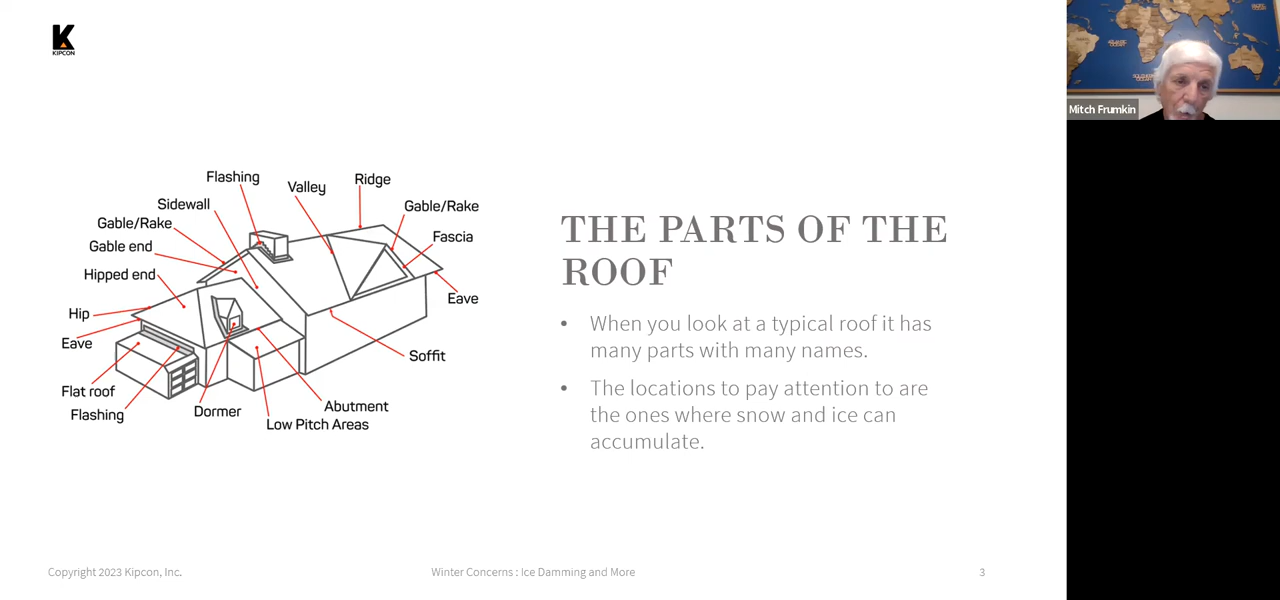 K
KIPCON
Flashing
Valley
Ridge
Sidewall
Gable/Rake
Gable/Rake
Fascia
Gable end
Hipped end
Eave
Hip
Eave
Soffit
Flat roof
Flashing
Dormer
Abutment
Low Pitch Areas
THE PARTS OF THE
ROOF
• When you look at a typical roof it has
many parts with many names.
• The locations to pay attention to are
the ones where snow and ice can
accumulate.
Copyright 2023 Kipcon, Inc.
Winter Concerns : Ice Damming and More
3
Mitch Frumkin